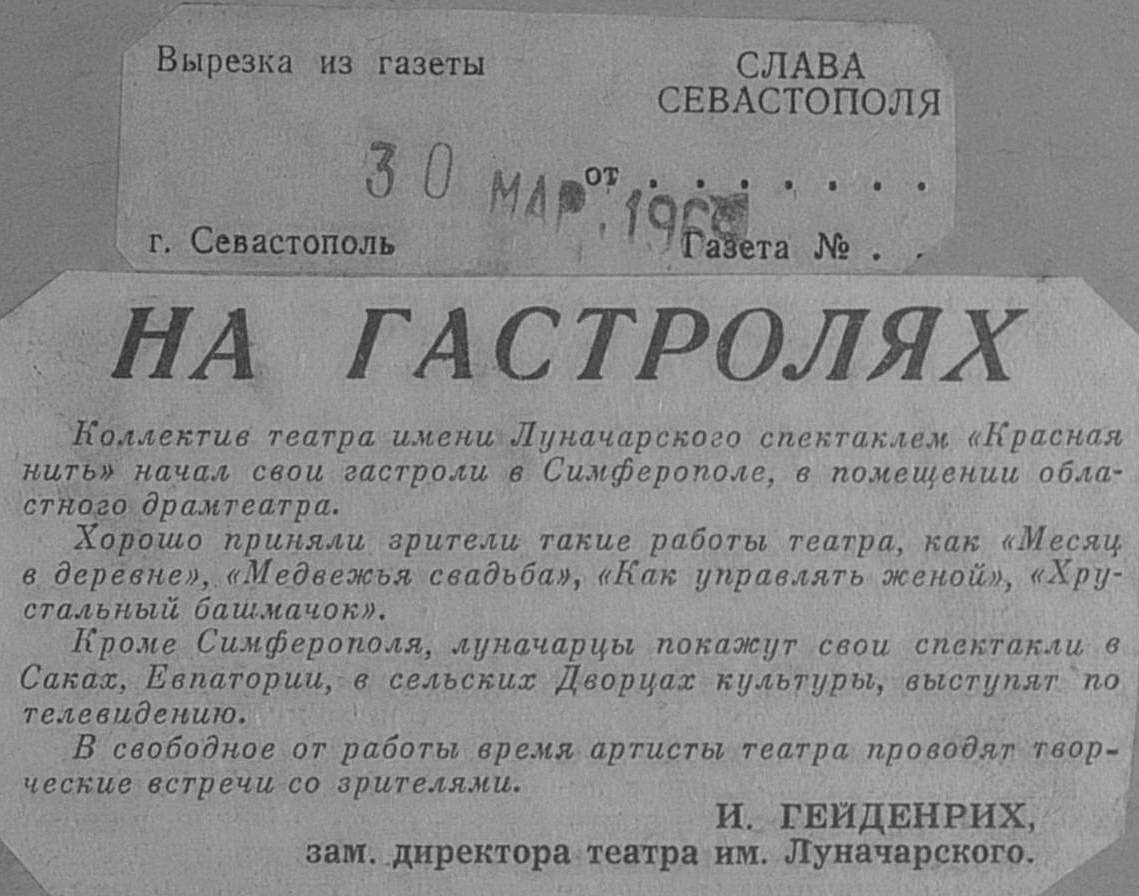 Вырезка из газеты
СЛАВА
СЕВАСТОПОЛЯ
30 МАР.
от . . . . . . . .
г. Севастополь
Газета № . .
НА ГАСТРОЛЯХ
Коллектив театра имени Луначарского спектаклем «Красная
нить» начал свои гастроли в Симферополе, в помещении обла-
стного драмтеатра.
Хорошо приняли зрители такие работы театра, как «Месяц
в деревне», «Медвежья свадьба», «Как управлять женой», «Хру-
стальный башмачок».
Кроме Симферополя, луначарцы покажут свои спектакли в
Саках, Евпатории, в сельских Дворцах культуры, выступят по
телевидению.
В свободное от работы время артисты театра проводят твор-
ческие встречи со зрителями.
И. ГЕЙДЕНРИХ,
зам. директора театра им. Луначарского.